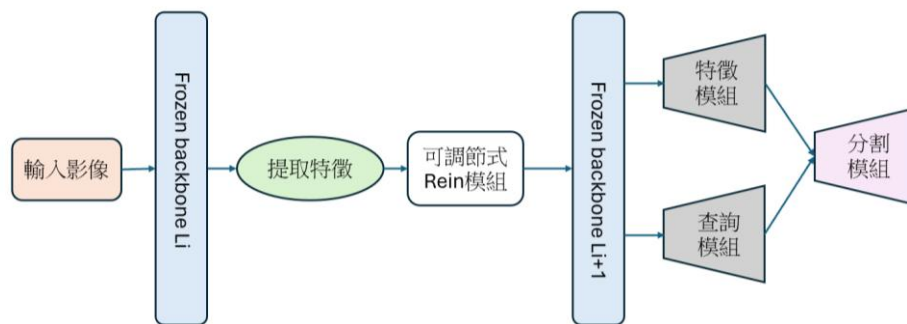 輸入影像
Frozen backbone Li
提取特徵
可調節式
Rein模組
Frozen backbone Li+1
特徵
模組
查詢
模組
分割
模組